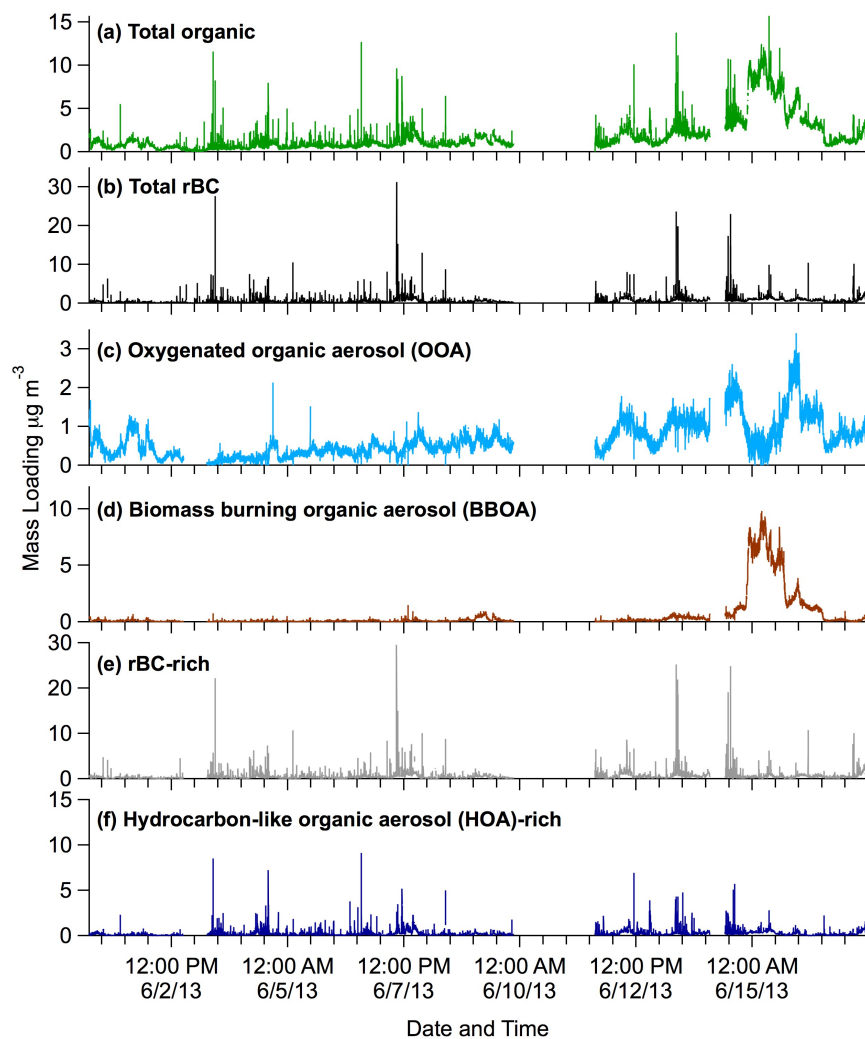 (a) Total organic
15
10
5
0
(b) Total rBC
30
20
10
0
(c) Oxygenated organic aerosol (OOA)
3
2
1
0
Mass Loading μg m⁻³
(d) Biomass burning organic aerosol (BBOA)
10
5
0
(e) rBC-rich
30
20
10
0
(f) Hydrocarbon-like organic aerosol (HOA)-rich
15
10
5
0
12:00 PM 12:00 AM 12:00 PM 12:00 AM 12:00 PM 12:00 AM
6/2/13 6/5/13 6/7/13 6/10/13 6/12/13 6/15/13
Date and Time